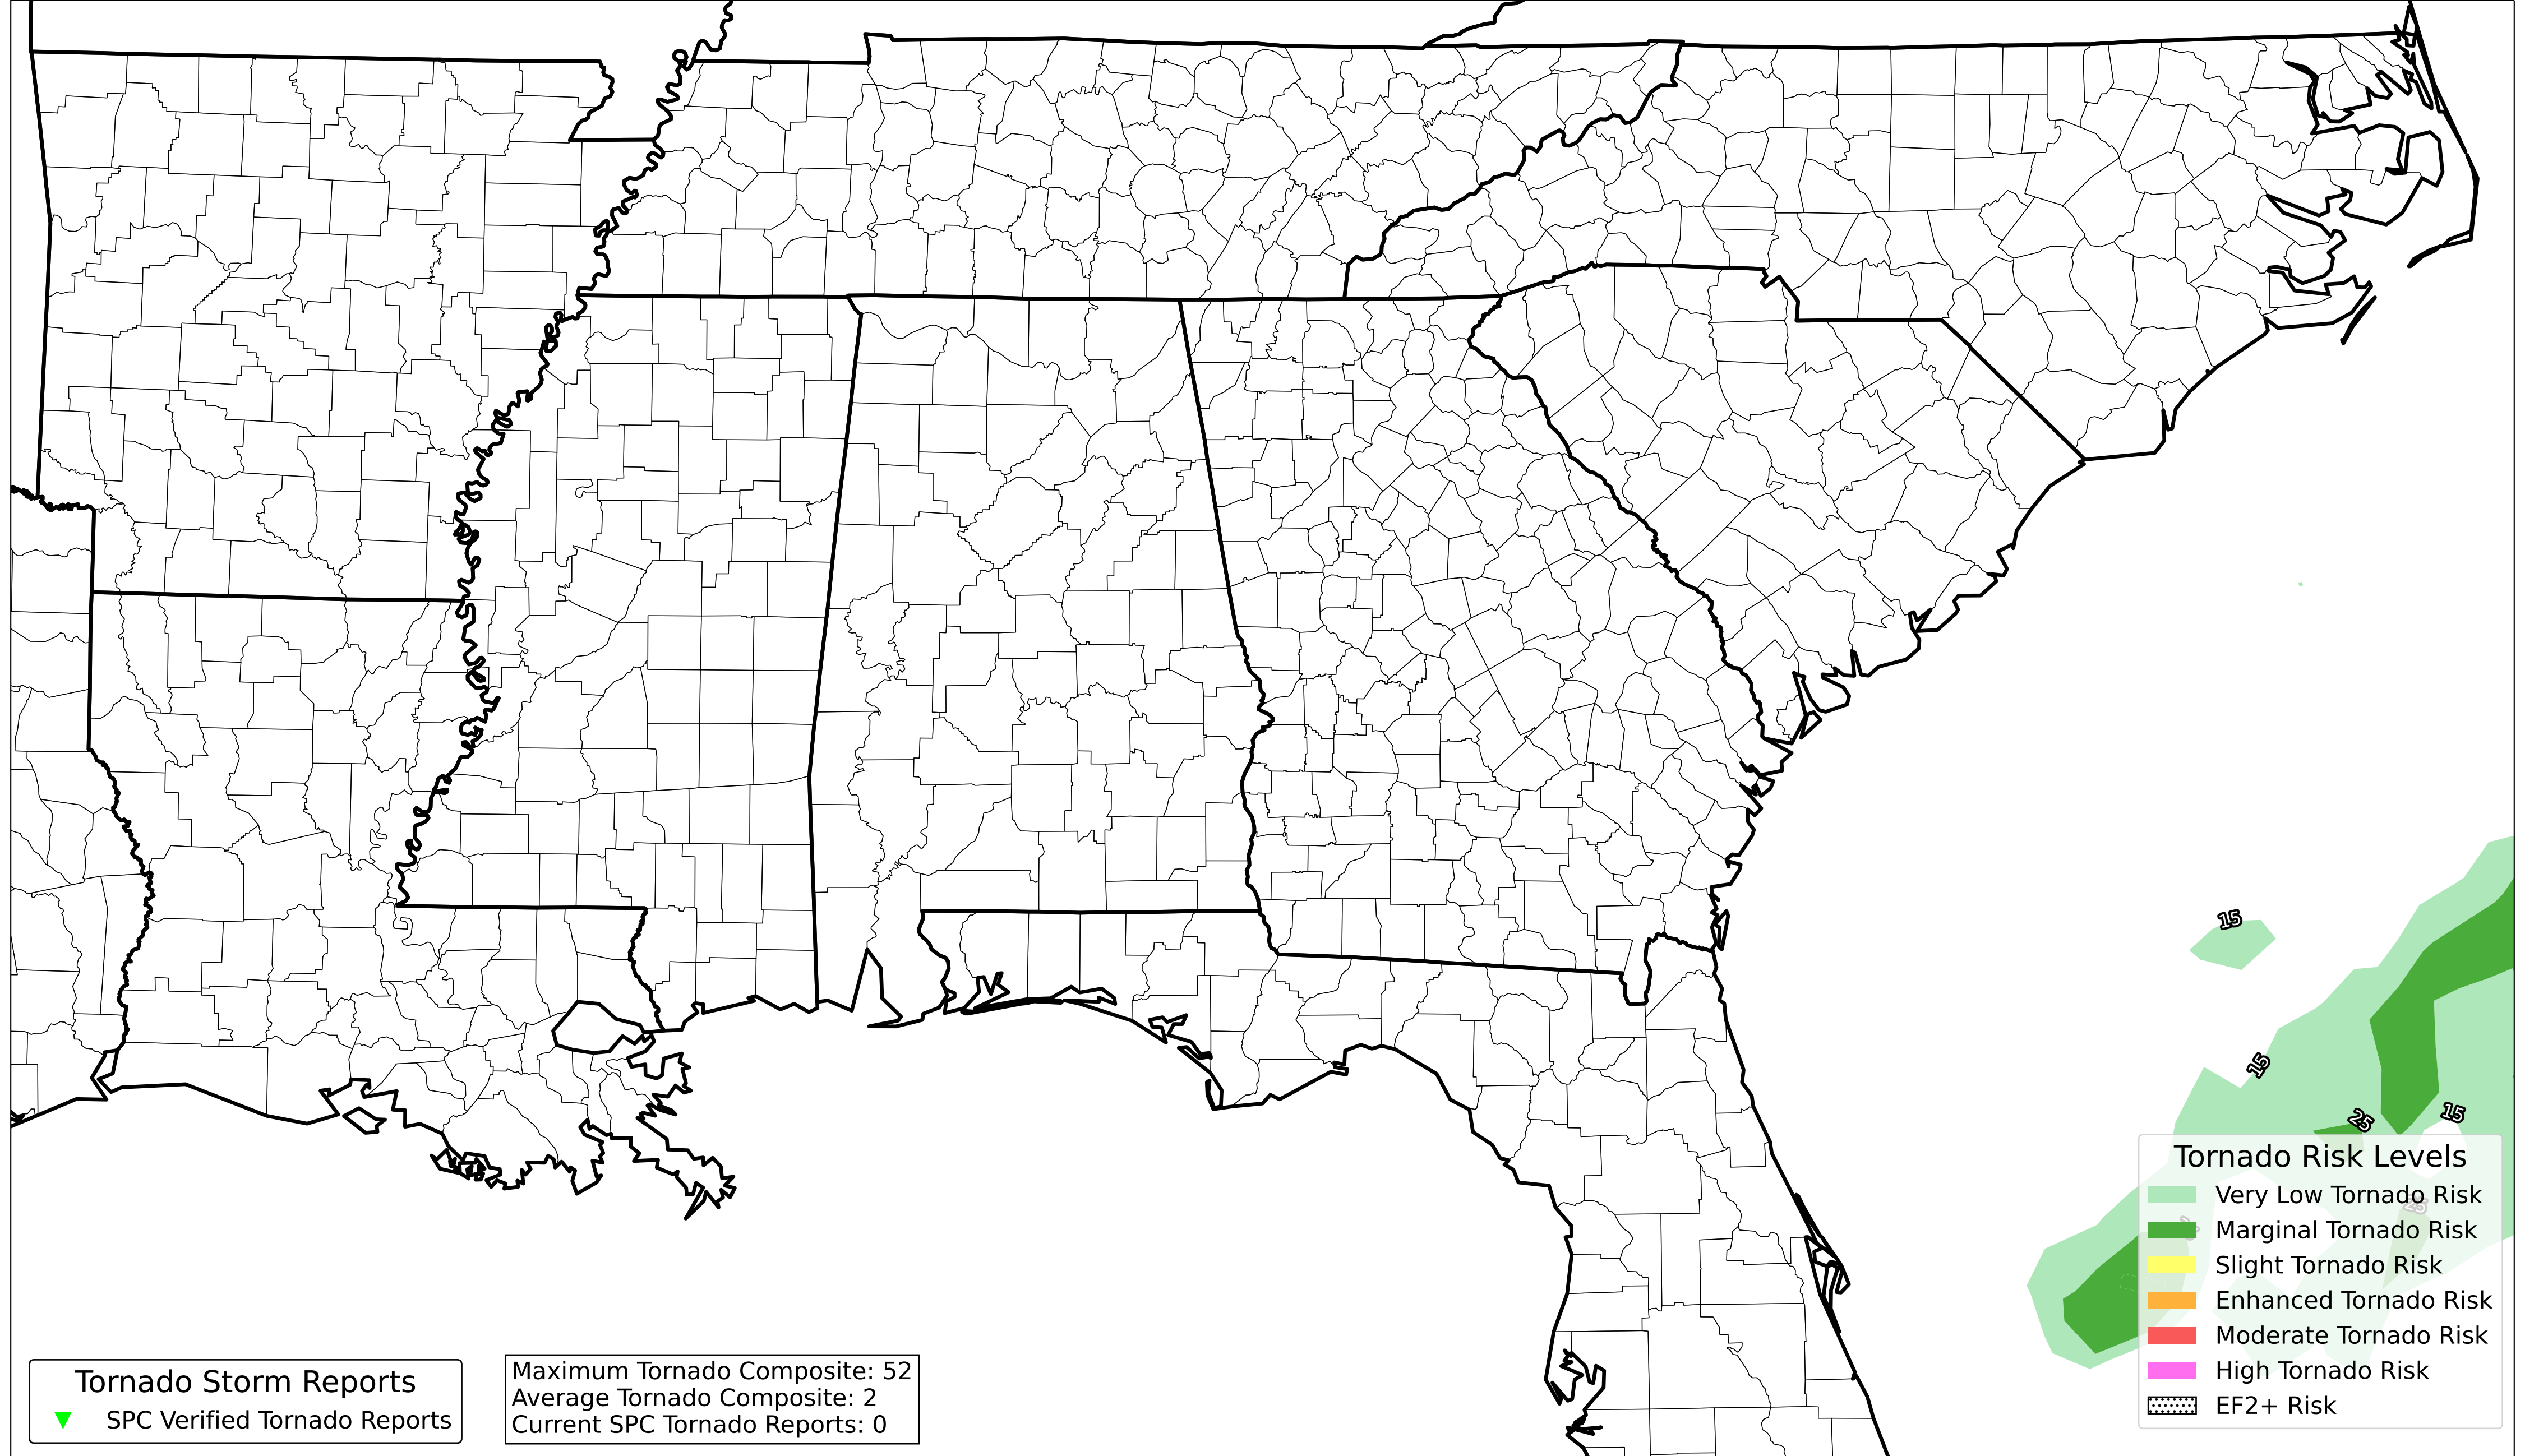 15
15
25
15
Tornado Risk Levels
Very Low Tornado Risk
25
Marginal Tornado Risk
Slight Tornado Risk
Enhanced Tornado Risk
Moderate Tornado Risk
High Tornado Risk
EF2+ Risk
Tornado Storm Reports
SPC Verified Tornado Reports
Maximum Tornado Composite: 52
Average Tornado Composite: 2
Current SPC Tornado Reports: 0